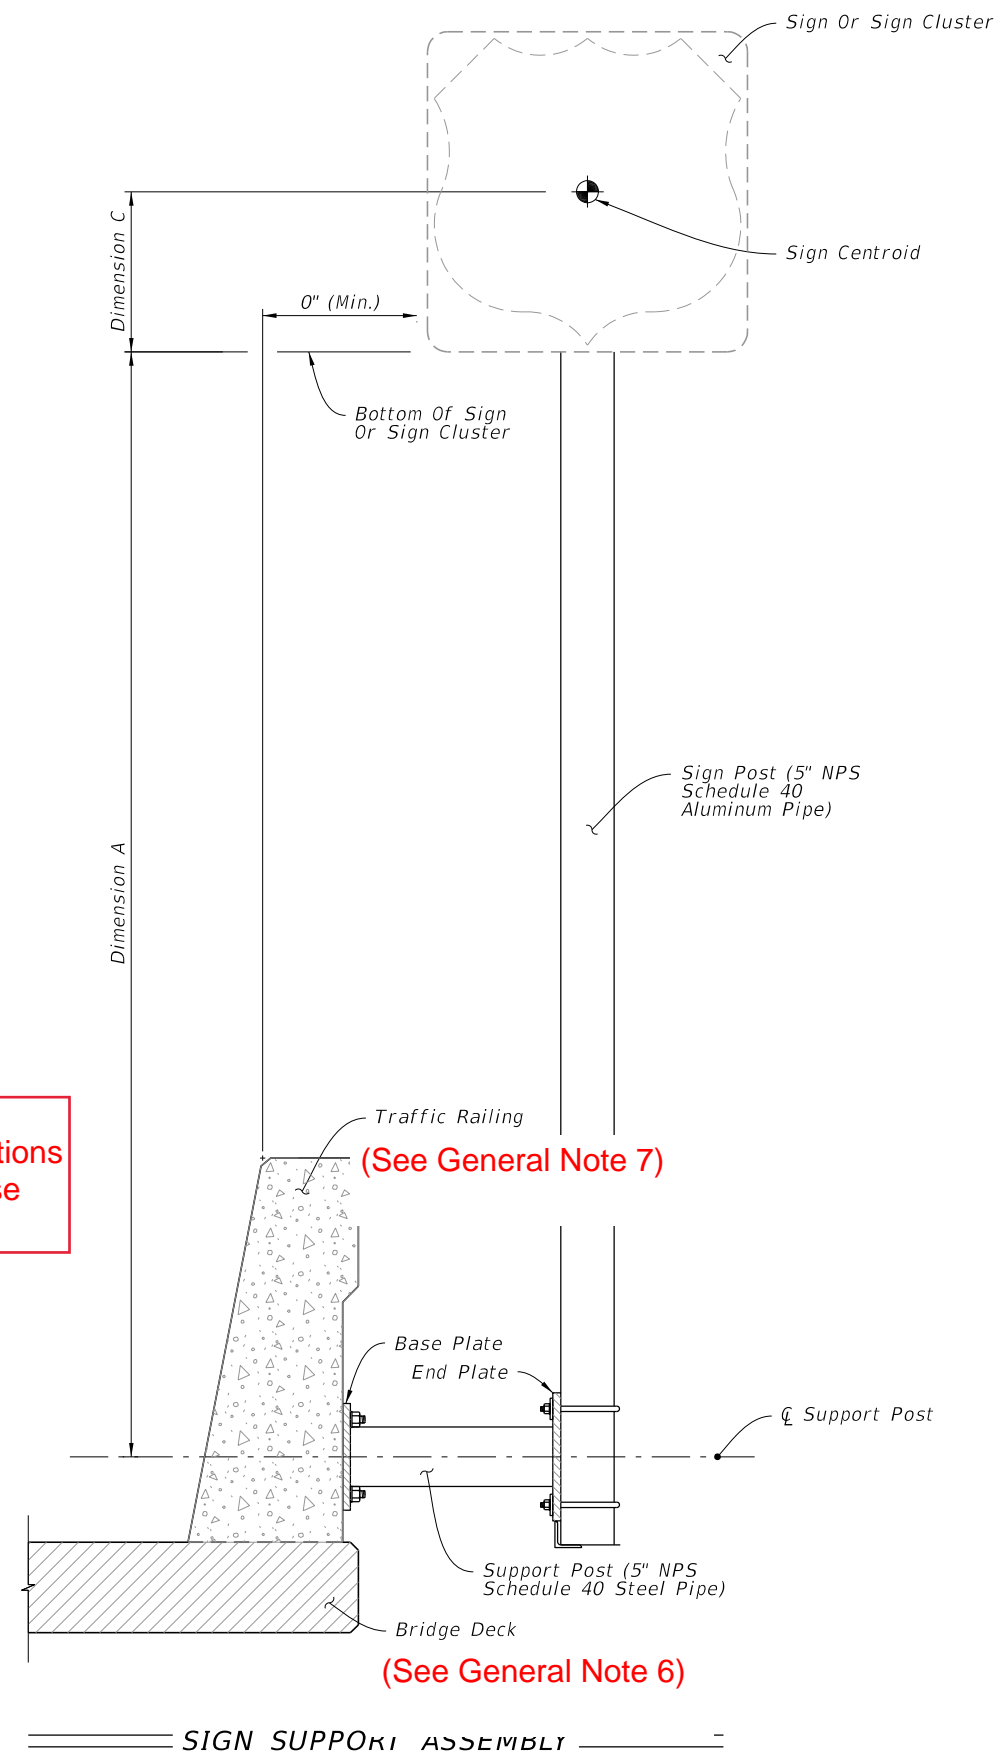 Sign Or Sign Cluster
Dimension C
Sign Centroid
0" (Min.)
Bottom Of Sign
Or Sign Cluster
Sign Post (5" NPS
Schedule 40
Aluminum Pipe)
Dimension A
Traffic Railing
(See General Note 7)
Base Plate
End Plate
℄ Support Post
Support Post (5" NPS
Schedule 40 Steel Pipe)
Bridge Deck
(See General Note 6)
SIGN SUPPORT ASSEMBLY